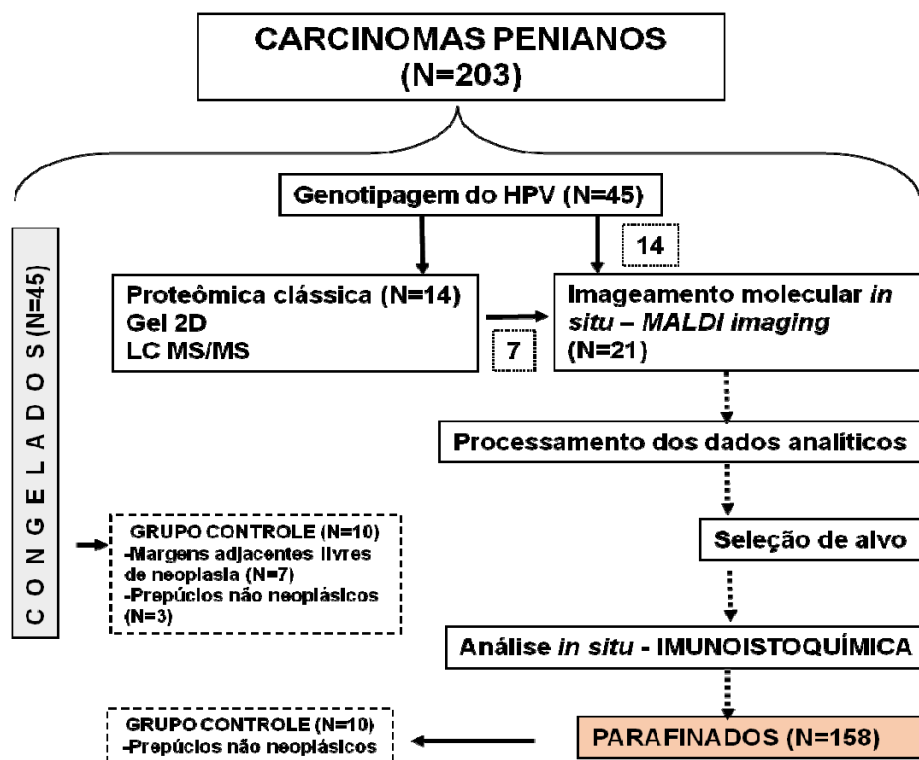 CARCINOMAS PENIANOS
(N=203)
Genotipagem do HPV (N=45)
14
Proteômica clássica (N=14)
Gel 2D
LC MS/MS
7
Imageamento molecular in
situ – MALDI imaging
(N=21)
CONGELADOS (N=45)
Processamento dos dados analíticos
Seleção de alvo
GRUPO CONTROLE (N=10)
-Margens adjacentes livres
de neoplasia (N=7)
-Prepúcios não neoplásicos
(N=3)
Análise in situ - IMUNOISTOQUÍMICA
GRUPO CONTROLE (N=10)
-Prepúcios não neoplásicos
PARAFINADOS (N=158)